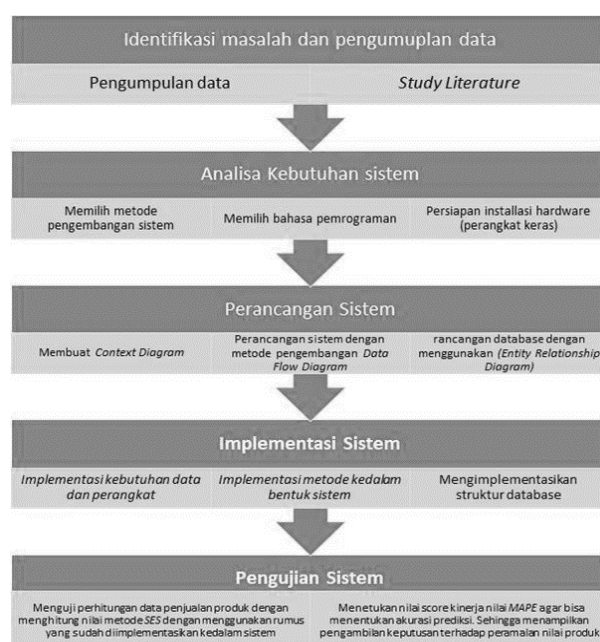 Identifikasi masalah dan pengumuplan data
Pengumpulan data
Study Literature
Analisa Kebutuhan sistem
Memilih metode
pengembangan sistem
Memilih bahasa pemrograman
Persiapan installasi hardware
(perangkat keras)
Perancangan Sistem
Membuat Context Diagram
Perancangan sistem dengan
metode pengembangan Data
Flow Diagram
rancangan database dengan
menggunakan (Entity Relationship
Diagram)
Implementasi Sistem
Implementasi kebutuhan data
dan perangkat
Implementasi metode kedalam
bentuk sistem
Mengimplementasikan
struktur database
Pengujian Sistem
Menguji perhitungan data penjualan produk dengan
menghitung nilai metode SES dengan menggunakan rumus
yang sudah diimplementasikan kedalam sistem
Menetukan nilai score kinerja nilai MAPE agar bisa
menentukan akurasi prediksi. Sehingga menampilkan
pengambilan keputusan terhadap peramalan nilai produk